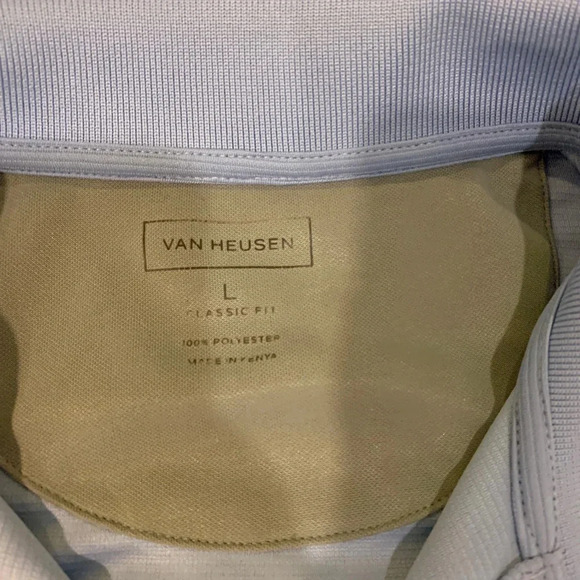 VAN HEUSEN
L
CLASSIC FIT
100% POLYESTER
MADE IN KENYA